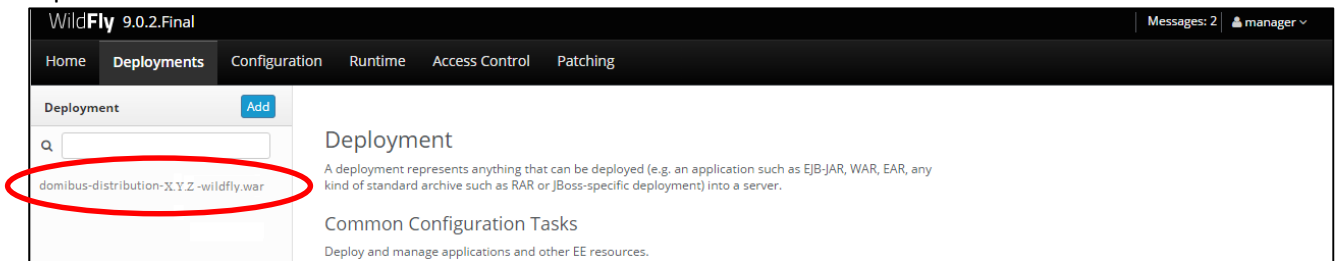 WildFly 9.0.2.Final Messages: 2 manager
Home Deployments Configuration Runtime Access Control Patching
Deployment Add
domibus-distribution-X.Y.Z -wildfly.war
Deployment
A deployment represents anything that can be deployed (e.g. an application such as EJB-JAR, WAR, EAR, any
kind of standard archive such as RAR or JBoss-specific deployment) into a server.
Common Configuration Tasks
Deploy and manage applications and other EE resources.